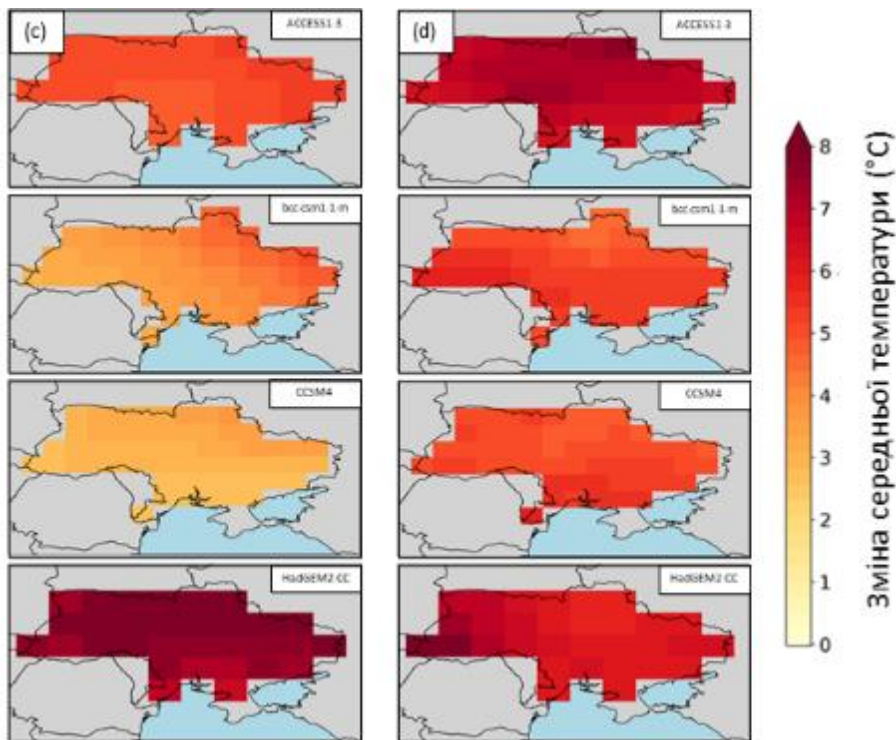 (c)
ACCESS1-3
(d)
ACCESS1-3
bcc-csm1-1-m
bcc-csm1-1-m
CCSM4
CCSM4
HadGEM2-CC
HadGEM2-CC
8
7
6
5
4
3
2
1
0
Зміна середньої температури (°C)